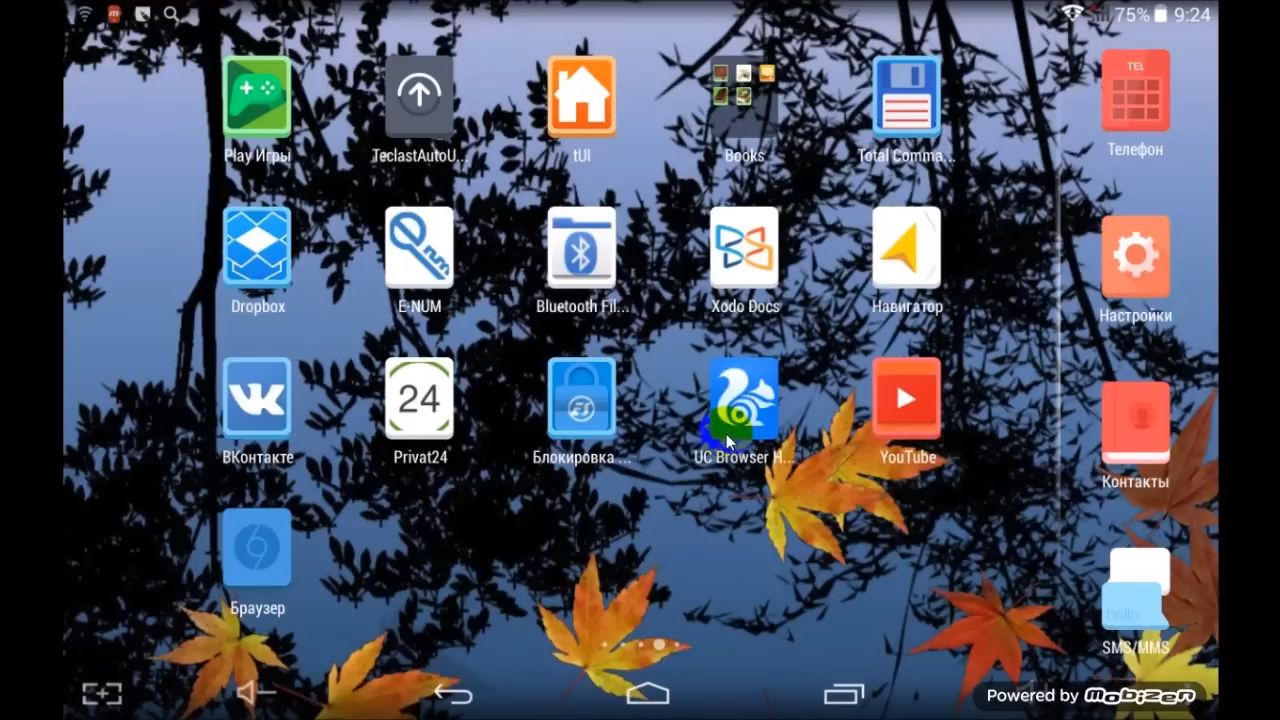 75% 9:24
TEL
Play Игры TeclastAutoU... tUI Books Total Comma... Телефон
Dropbox E-NUM Bluetooth Fil... Xodo Docs Навигатор Настройки
24
ВКонтакте Privat24 Блокировка ... UC Browser H... YouTube Контакты
Браузер
hello
SMS/MMS
Powered by mobizen